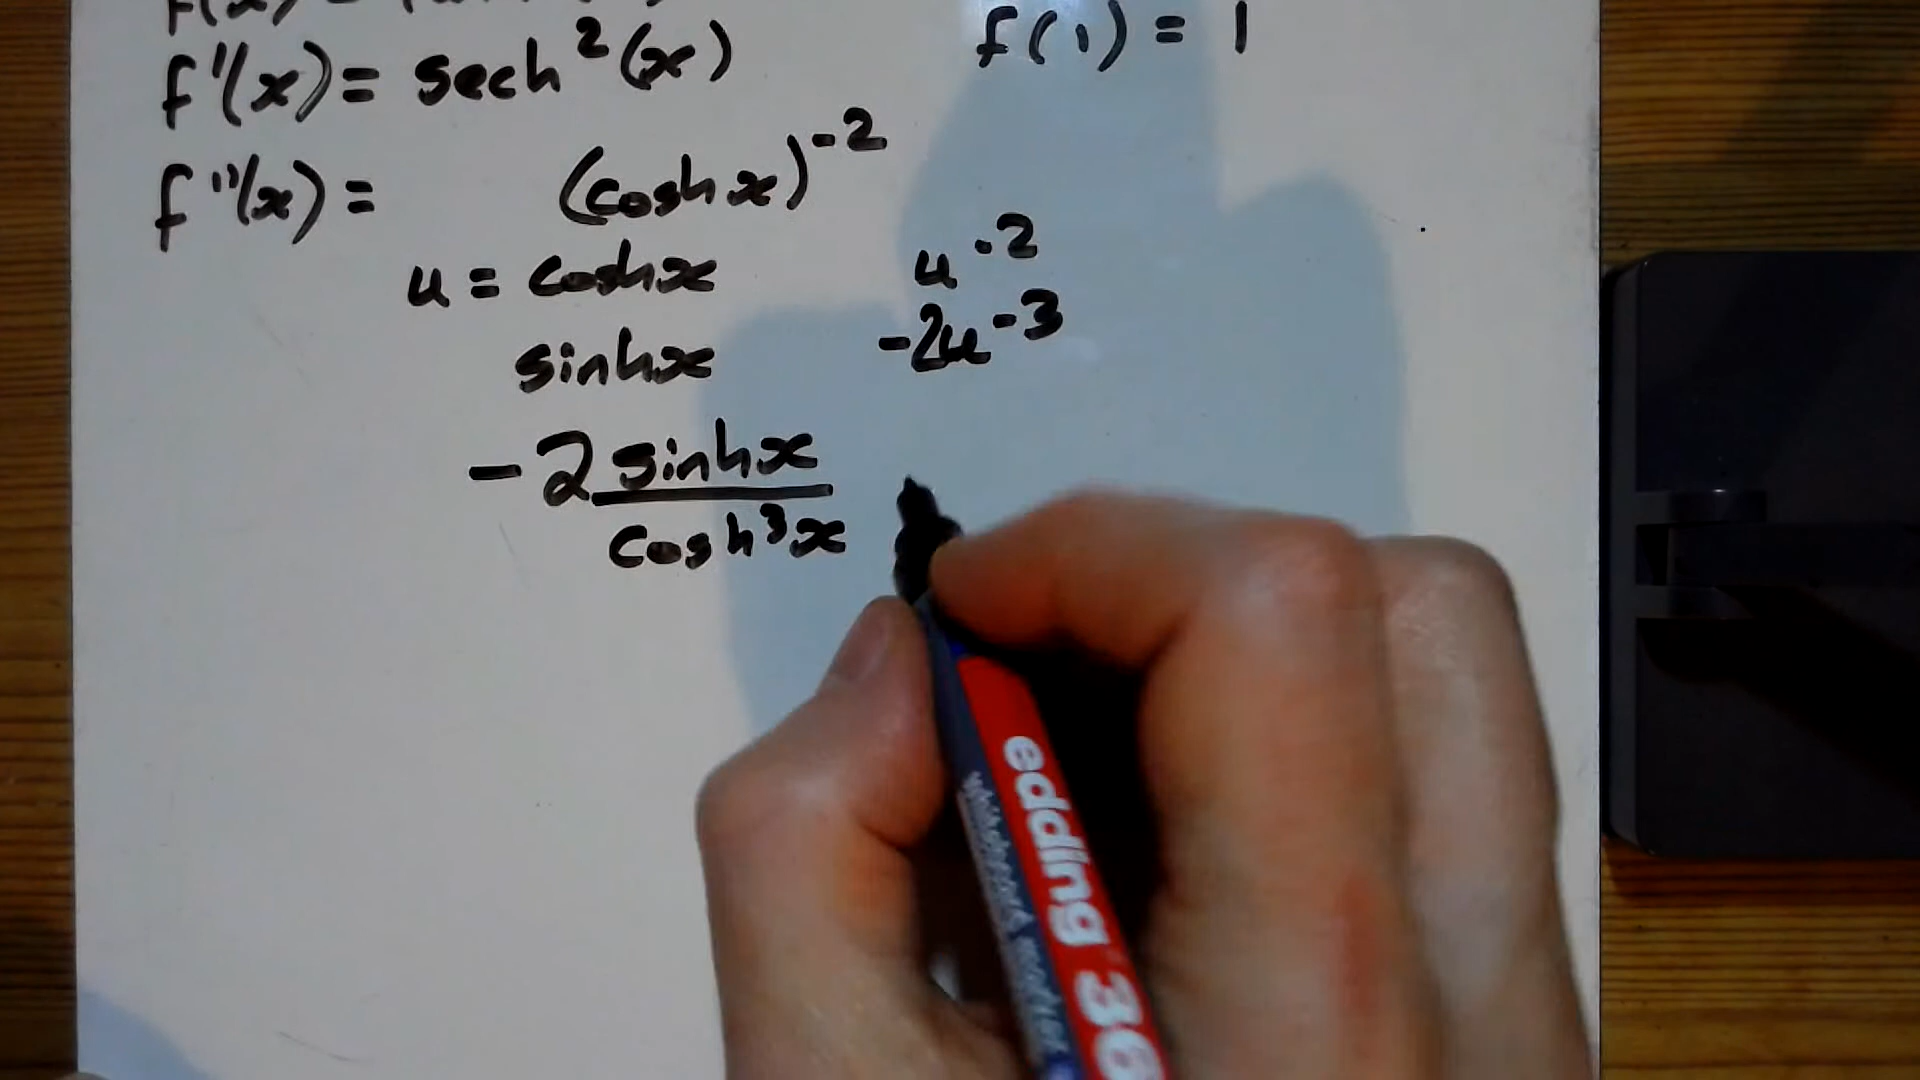 f(x) =
f'(x) = sech²(x)
f(1) = 1
f''(x) = (cosh x)⁻²
u = cosh x
u⁻²
sinh x
-2u⁻³
-2 sinh x
cosh³x
edding 36